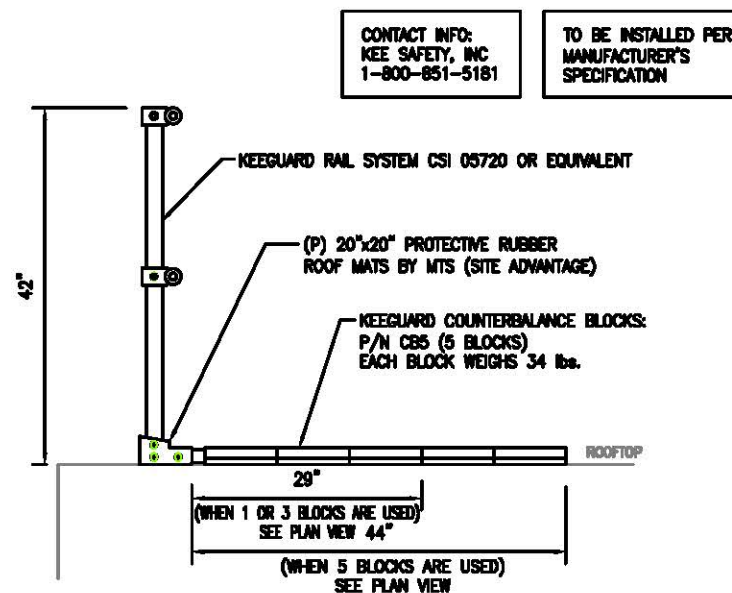 CONTACT INFO:
KEE SAFETY, INC
1-800-851-5181
TO BE INSTALLED PER
MANUFACTURER'S
SPECIFICATION
KEEGUARD RAIL SYSTEM CSI 05720 OR EQUIVALENT
(P) 20"x20" PROTECTIVE RUBBER
ROOF MATS BY MTS (SITE ADVANTAGE)
42"
KEEGUARD COUNTERBALANCE BLOCKS:
P/N CB5 (5 BLOCKS)
EACH BLOCK WEIGHS 34 lbs.
ROOFTOP
29"
(WHEN 1 OR 3 BLOCKS ARE USED)
SEE PLAN VIEW 44"
(WHEN 5 BLOCKS ARE USED)
SEE PLAN VIEW